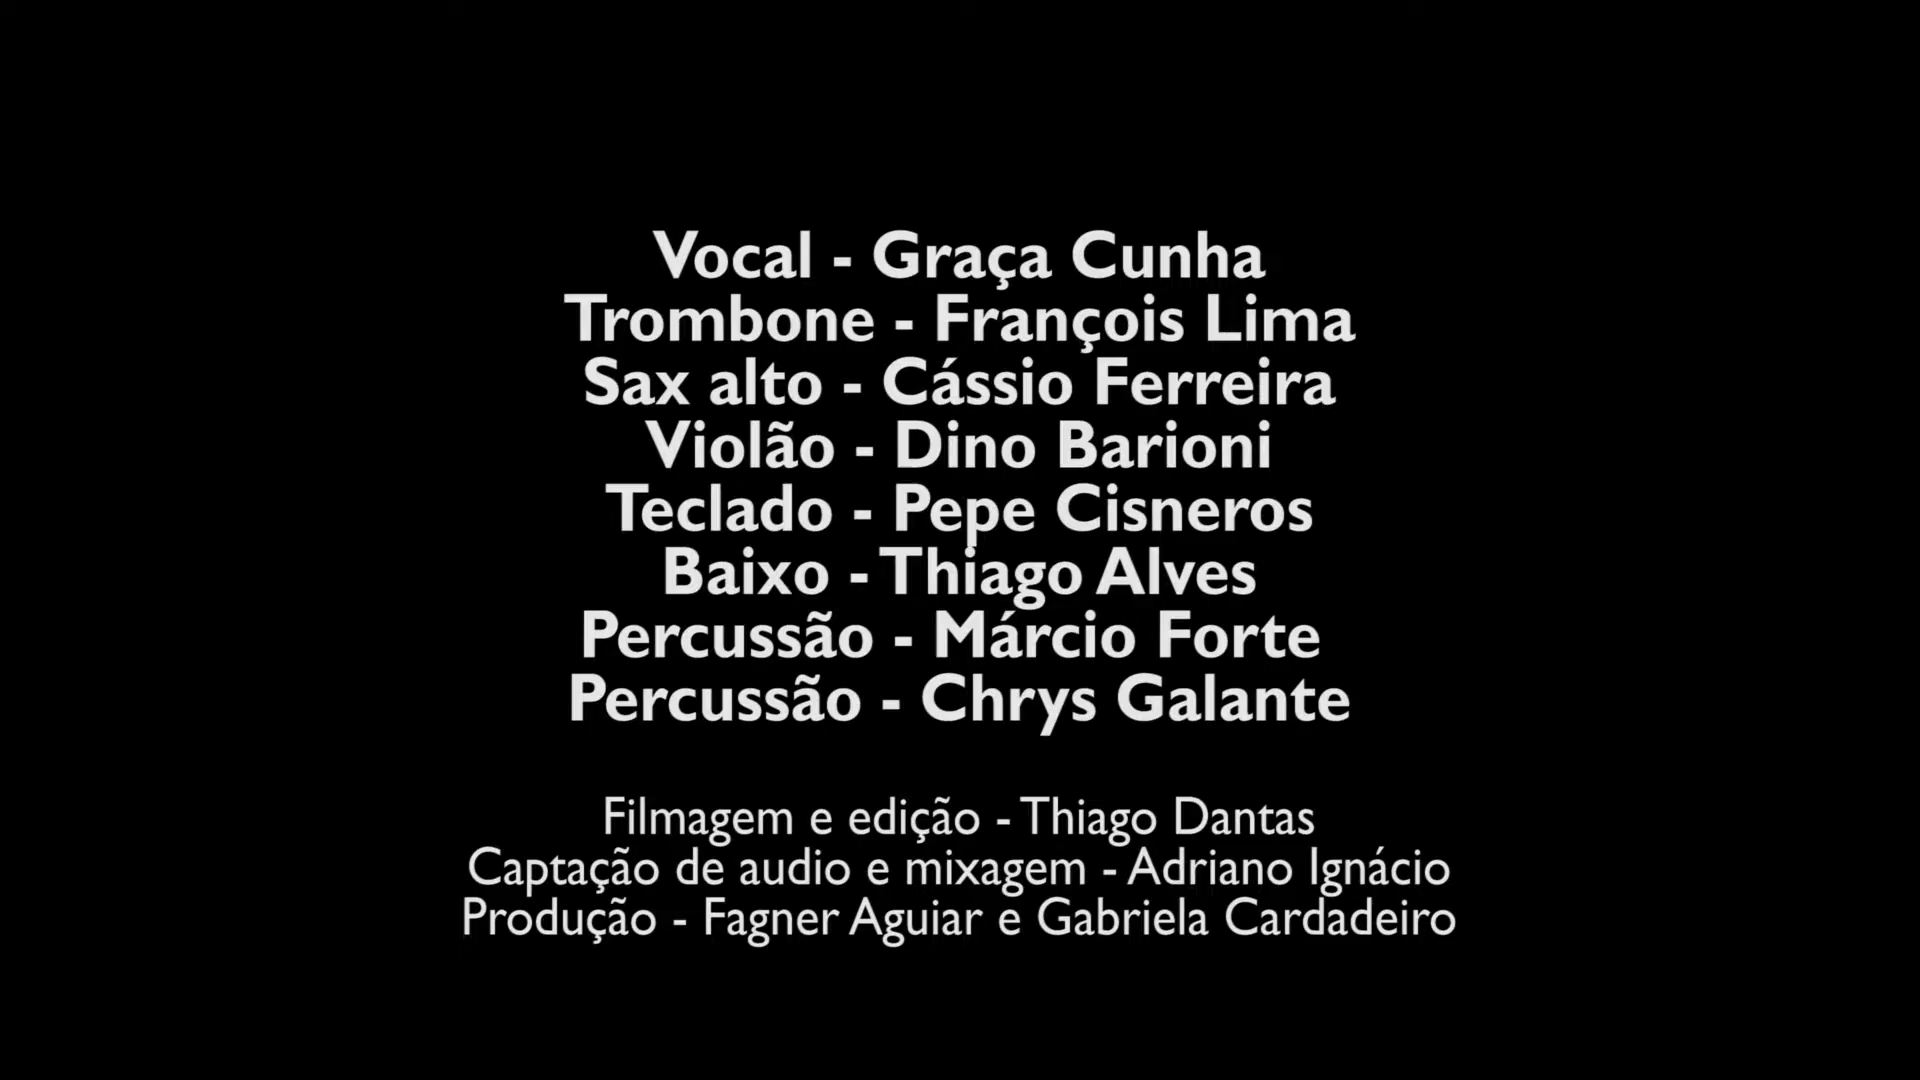 Vocal - Graça Cunha
Trombone - François Lima
Sax alto - Cássio Ferreira
Violão - Dino Barioni
Teclado - Pepe Cisneros
Baixo - Thiago Alves
Percussão - Márcio Forte
Percussão - Chrys Galante
Filmagem e edição - Thiago Dantas
Captação de audio e mixagem - Adriano Ignácio
Produção - Fagner Aguiar e Gabriela Cardadeiro